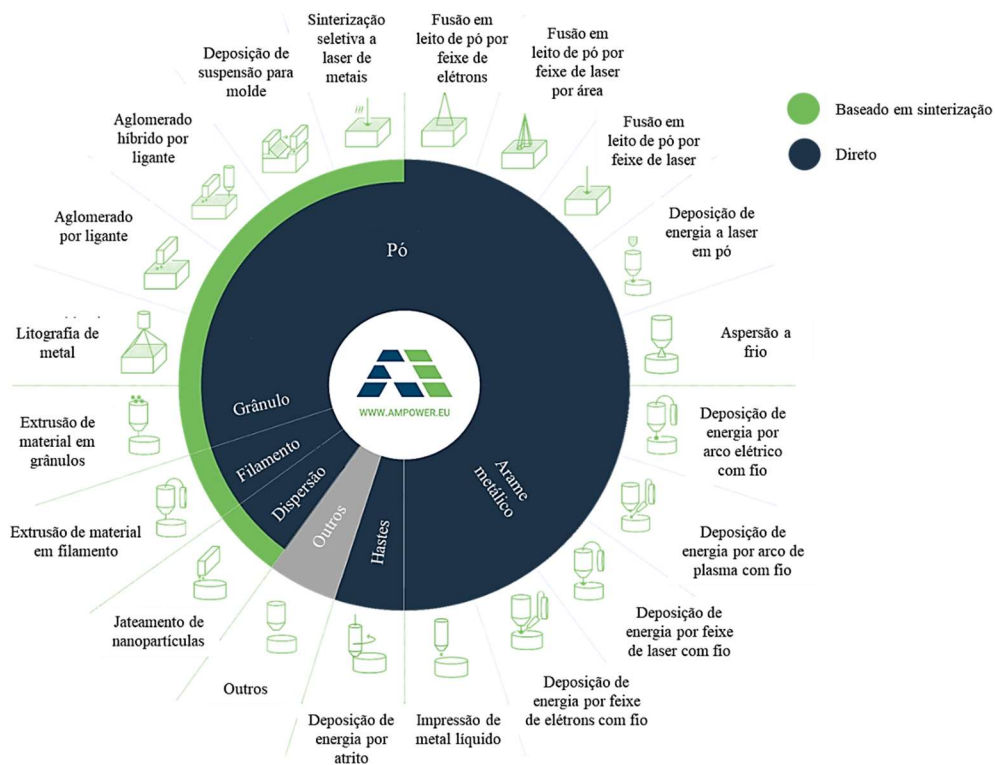 Sinterização
seletiva a
laser de
metais
Fusão em
leito de pó por
feixe de
elétrons
Fusão em
leito de pó por
feixe de laser
por área
Fusão em
leito de pó por
feixe de laser
Deposição de
energia a laser
em pó
Aspersão a
frio
Deposição de
energia por
arco elétrico
com fio
Deposição de
energia por arco de
plasma com fio
Deposição de
energia por feixe
de laser com fio
Deposição de
energia por feixe
de elétrons com fio
Impressão de
metal líquido
Deposição de
energia por
atrito
Outros
Jateamento de
nanopartículas
Extrusão de material
em filamento
Extrusão de
material em
grânulos
Litografia de
metal
Aglomerado
por ligante
Aglomerado
híbrido por
ligante
Deposição de
suspensão para
molde
Baseado em sinterização
Direto
Pó
Grânulo
Filamento
Dispersão
Outros
Hastes
Arame
metálico
WWW.AMPOWER.EU